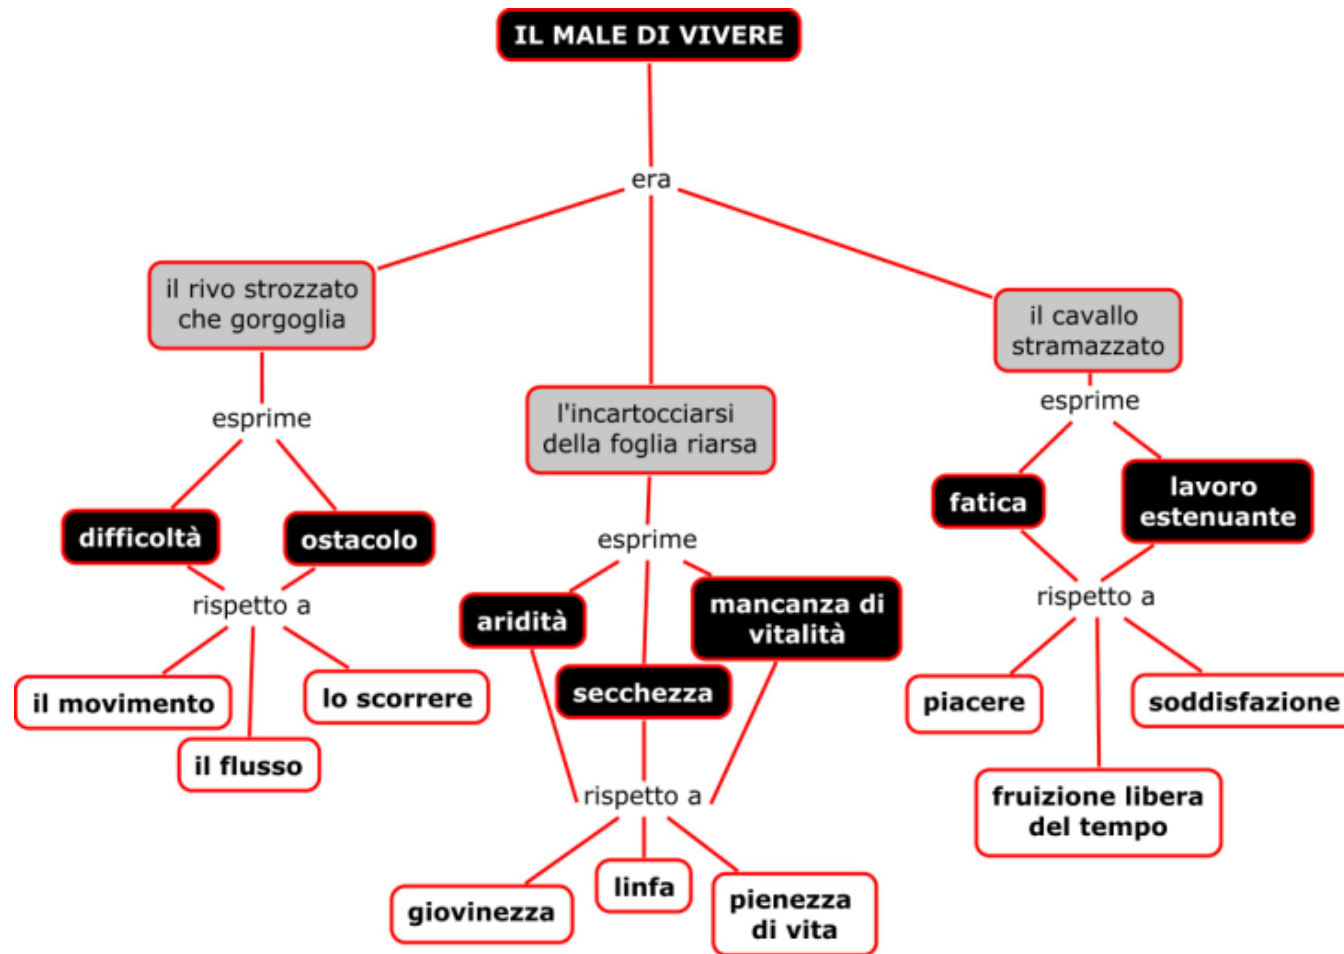 IL MALE DI VIVERE
era
il rivo strozzato
che gorgoglia
esprime
difficoltà
ostacolo
rispetto a
il movimento
lo scorrere
il flusso
l'incartocciarsi
della foglia riarsa
esprime
aridità
mancanza di
vitalità
secchezza
rispetto a
giovinezza
linfa
pienezza
di vita
il cavallo
stramazzato
esprime
fatica
lavoro
estenuante
rispetto a
piacere
soddisfazione
fruizione libera
del tempo